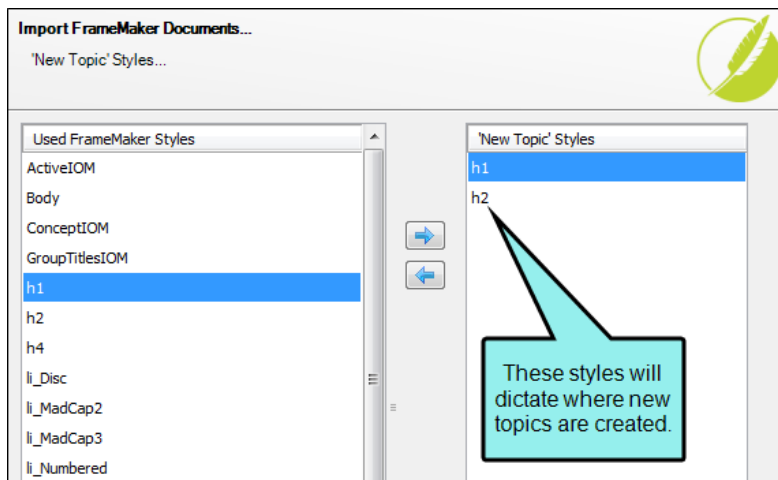 Import FrameMaker Documents...
'New Topic' Styles...
Used FrameMaker Styles
ActiveIOM
Body
ConceptIOM
GroupTitlesIOM
h1
h2
h4
li_Disc
li_MadCap2
li_MadCap3
li_Numbered
'New Topic' Styles
h1
h2
These styles will
dictate where new
topics are created.